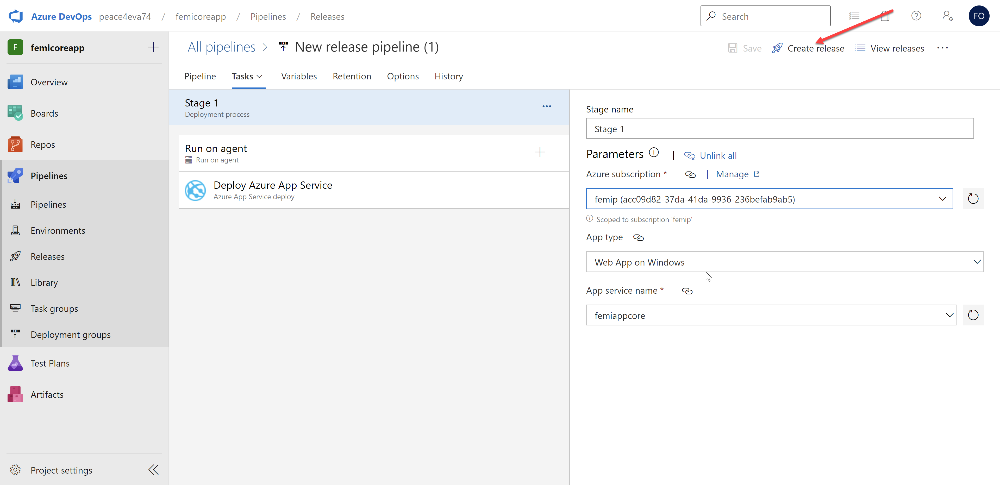 Azure DevOps peace4eva74 / femicoreapp / Pipelines / Releases
Search
FO
F femicoreapp
All pipelines > New release pipeline (1)
Save Create release View releases ...
Pipeline Tasks Variables Retention Options History
Overview
Boards
Repos
Pipelines
Pipelines
Environments
Releases
Library
Task groups
Deployment groups
Test Plans
Artifacts
Project settings
Stage 1
Deployment process
Run on agent
Run on agent
Deploy Azure App Service
Azure App Service deploy
Stage name
Stage 1
Parameters | Unlink all
Azure subscription * | Manage
femip (acc09d82-37da-41da-9936-236befab9ab5)
Scoped to subscription 'femip'
App type
Web App on Windows
App service name *
femiappcore